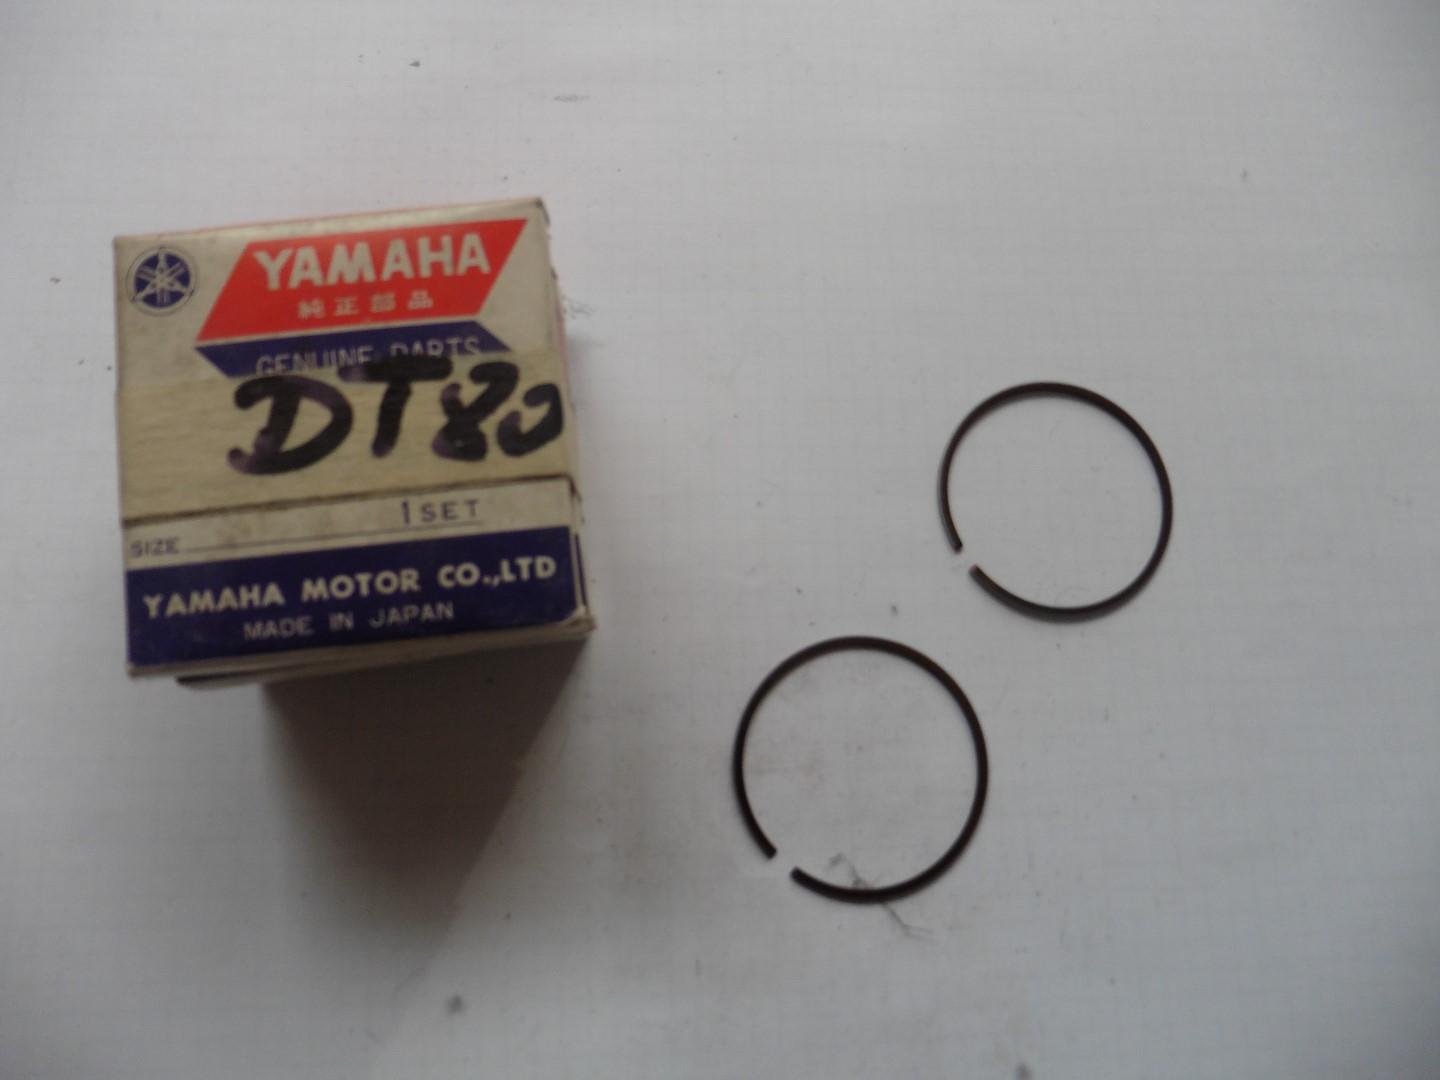 YAMAHA
純正部品
GENUINE PARTS
DT80
1 SET
SIZE
YAMAHA MOTOR CO.,LTD
MADE IN JAPAN